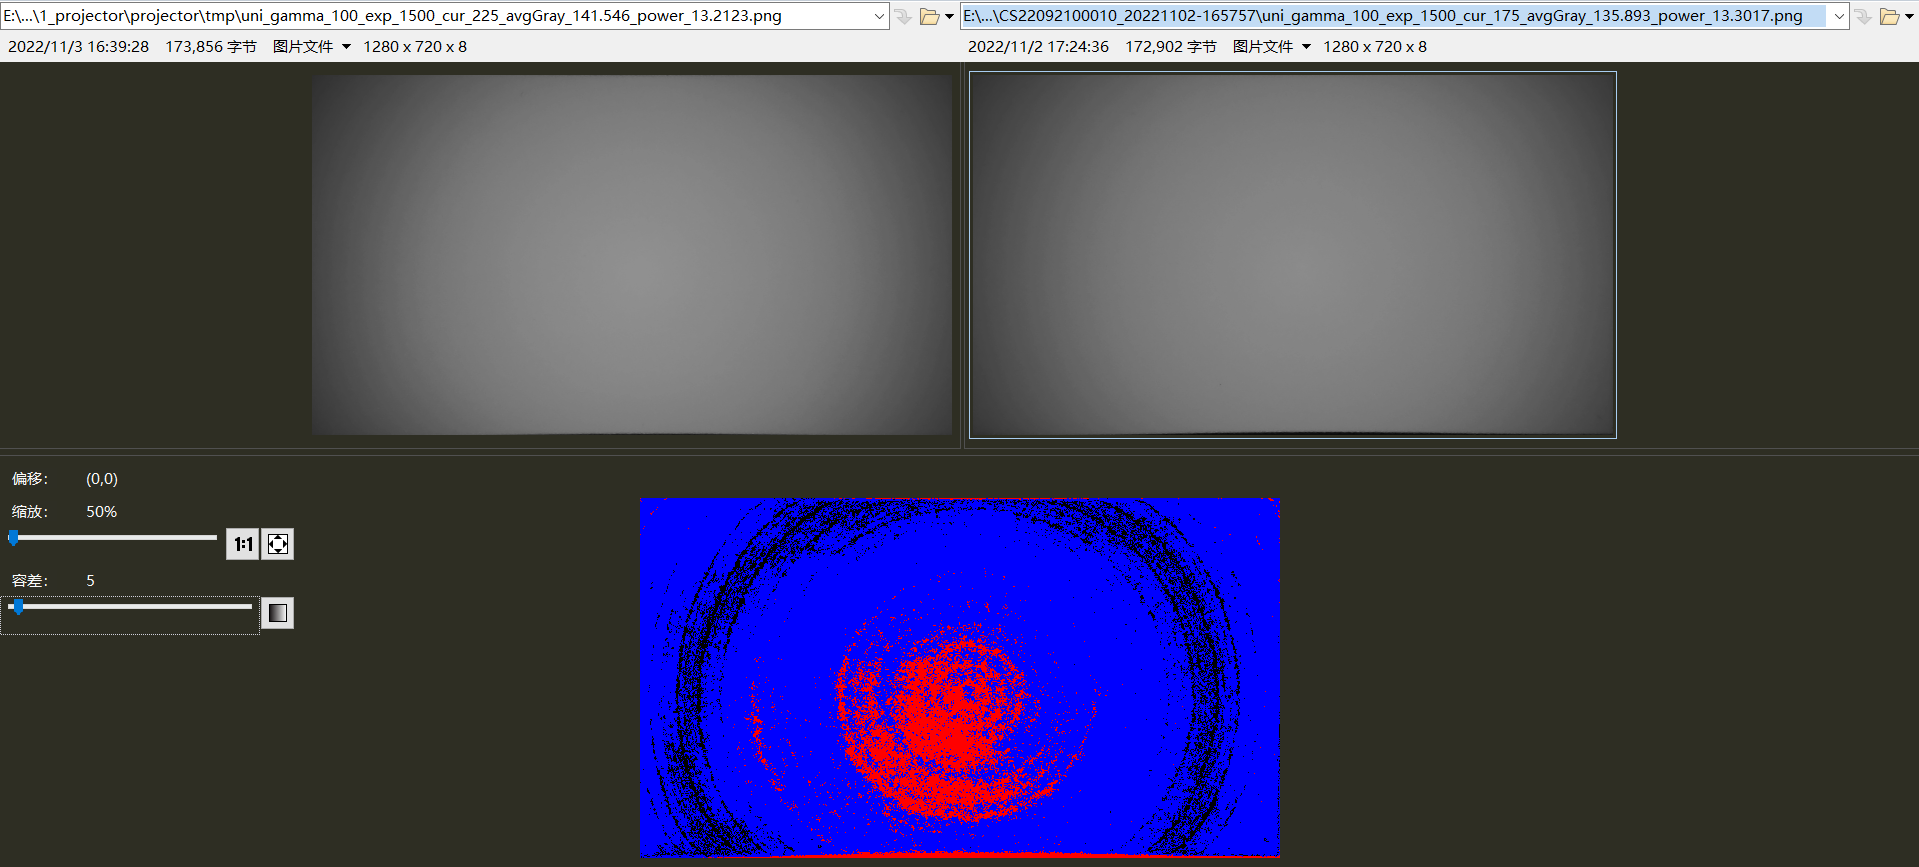 E:\...\1_projector\projector\tmp\uni_gamma_100_exp_1500_cur_225_avgGray_141.546_power_13.2123.png
E:\...\CS22092100010_20221102-165757\uni_gamma_100_exp_1500_cur_175_avgGray_135.893_power_13.3017.png
2022/11/3 16:39:28 173,856 字节 图片文件 1280 x 720 x 8
2022/11/2 17:24:36 172,902 字节 图片文件 1280 x 720 x 8
偏移: (0,0)
缩放: 50%
1:1
容差: 5